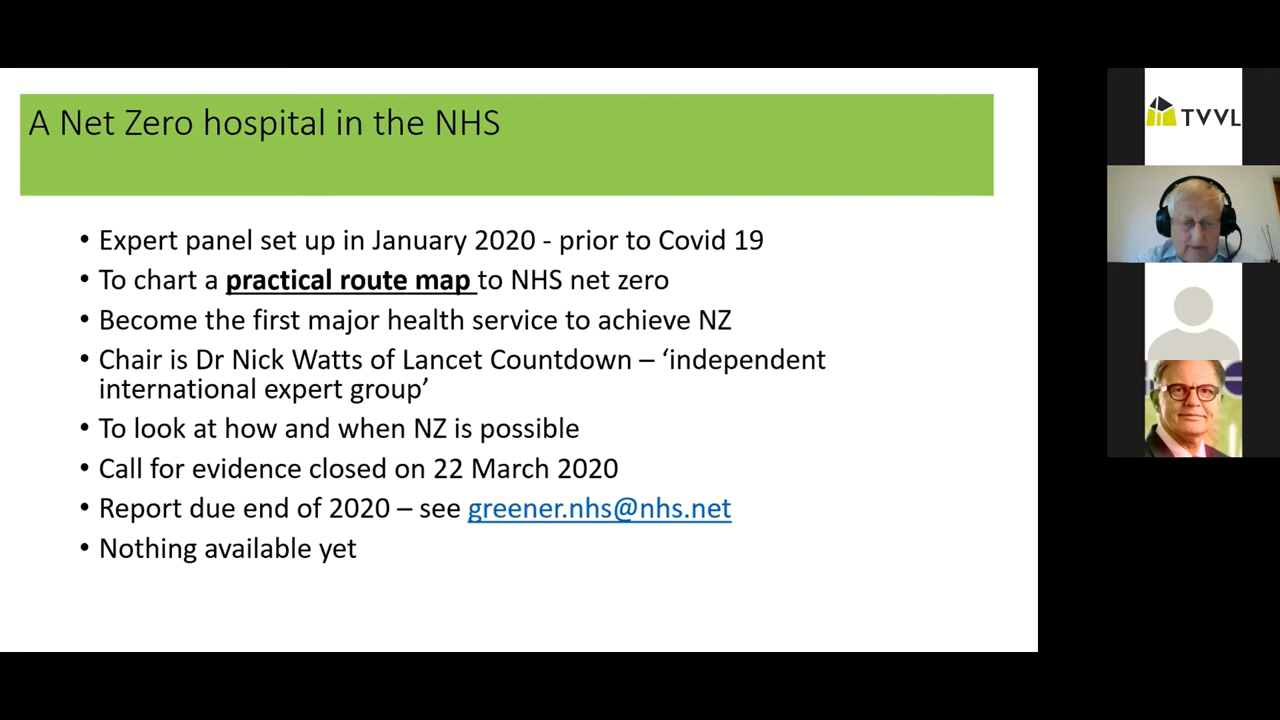 A Net Zero hospital in the NHS
• Expert panel set up in January 2020 - prior to Covid 19
• To chart a practical route map to NHS net zero
• Become the first major health service to achieve NZ
• Chair is Dr Nick Watts of Lancet Countdown – ‘independent
international expert group’
• To look at how and when NZ is possible
• Call for evidence closed on 22 March 2020
• Report due end of 2020 – see greener.nhs@nhs.net
• Nothing available yet
TVVL